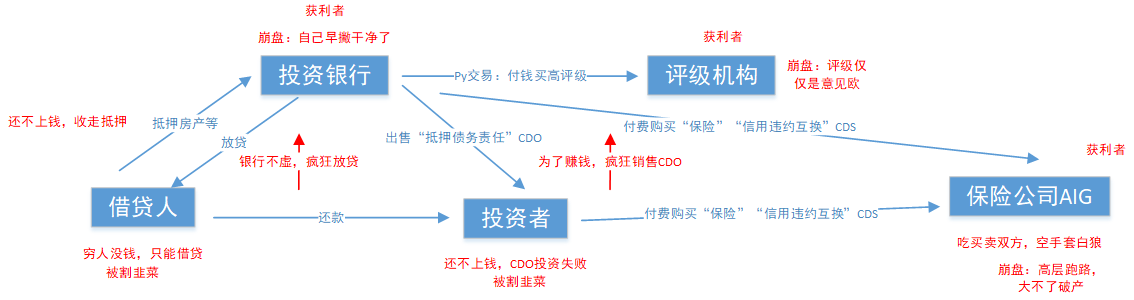 获利者
崩盘：自己早撇干净了
投资银行
Py交易：付钱买高评级
获利者
评级机构
崩盘：评级仅
仅是意见欧
还不上钱，收走抵押
抵押房产等
放贷
出售“抵押债务责任”CDO
付费购买“保险”“信用违约互换”CDS
获利者
银行不虚，疯狂放贷
为了赚钱，疯狂销售CDO
借贷人
还款
投资者
付费购买“保险”“信用违约互换”CDS
保险公司AIG
穷人没钱，只能借贷
被割韭菜
还不上钱，CDO投资失败
被割韭菜
吃买卖双方，空手套白狼
崩盘：高层跑路，
大不了破产